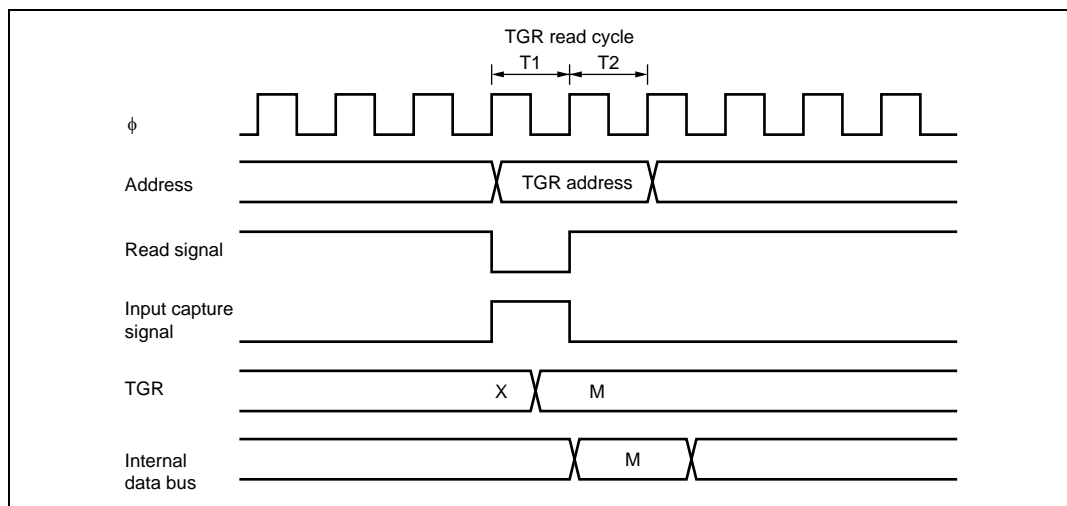 TGR read cycle
T1 T2
ϕ
Address
TGR address
Read signal
Input capture
signal
TGR
X M
Internal
data bus
M